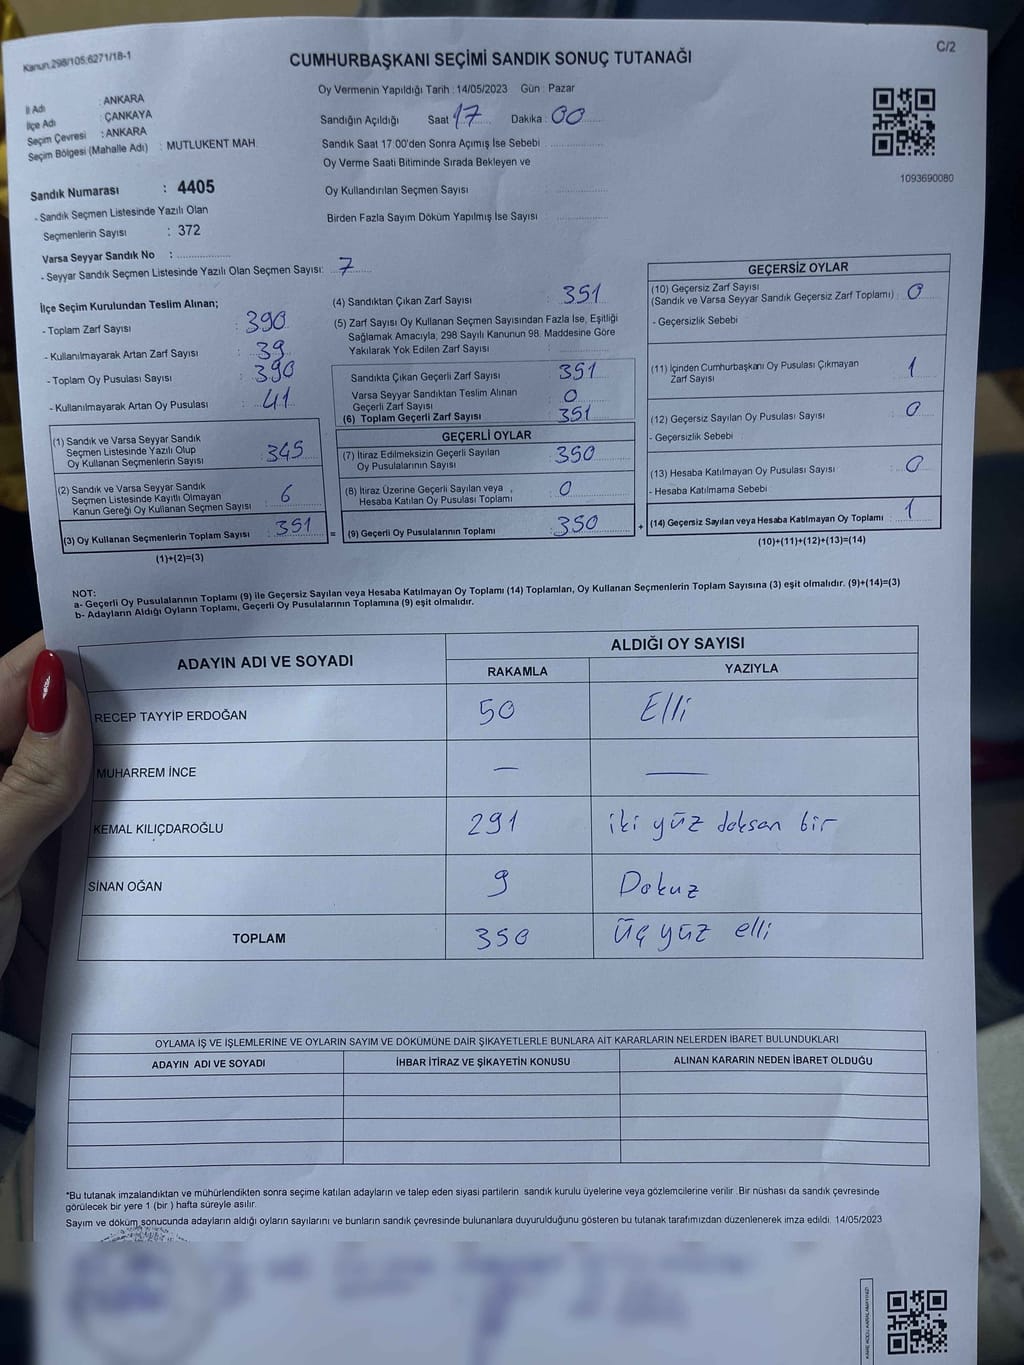 Kanun.298/105;6271/18-1
C/2
CUMHURBAŞKANI SEÇİMİ SANDIK SONUÇ TUTANAĞI
Oy Vermenin Yapıldığı Tarih : 14/05/2023 Gün : Pazar
İl Adı : ANKARA
İlçe Adı : ÇANKAYA
Seçim Çevresi : ANKARA
Seçim Bölgesi (Mahalle Adı) : MUTLUKENT MAH.
Sandığın Açıldığı Saat 17 Dakika : 00
Sandık Saat 17:00'den Sonra Açımış İse Sebebi
Oy Verme Saati Bitiminde Sırada Bekleyen ve
Oy Kullandırılan Seçmen Sayısı
Birden Fazla Sayım Döküm Yapılmış İse Sayısı
1093690080
Sandık Numarası : 4405
- Sandık Seçmen Listesinde Yazılı Olan
Seçmenlerin Sayısı : 372
Varsa Seyyar Sandık No :
- Seyyar Sandık Seçmen Listesinde Yazılı Olan Seçmen Sayısı: 7
İlçe Seçim Kurulundan Teslim Alınan;
- Toplam Zarf Sayısı : 390
- Kullanılmayarak Artan Zarf Sayısı : 39
- Toplam Oy Pusulası Sayısı : 390
- Kullanılmayarak Artan Oy Pusulası : 41
(1) Sandık ve Varsa Seyyar Sandık
Seçmen Listesinde Yazılı Olup
Oy Kullanan Seçmenlerin Sayısı : 345
(2) Sandık ve Varsa Seyyar Sandık
Seçmen Listesinde Kayıtlı Olmayan
Kanun Gereği Oy Kullanan Seçmen Sayısı : 6
(3) Oy Kullanan Seçmenlerin Toplam Sayısı : 351
(1)+(2)=(3)
(4) Sandıktan Çıkan Zarf Sayısı : 351
(5) Zarf Sayısı Oy Kullanan Seçmen Sayısından Fazla İse, Eşitliği
Sağlamak Amacıyla, 298 Sayılı Kanunun 98. Maddesine Göre
Yakılarak Yok Edilen Zarf Sayısı :
Sandıkta Çıkan Geçerli Zarf Sayısı : 351
Varsa Seyyar Sandıktan Teslim Alınan
Geçerli Zarf Sayısı : 0
(6) Toplam Geçerli Zarf Sayısı : 351
GEÇERLİ OYLAR
(7) İtiraz Edilmeksizin Geçerli Sayılan
Oy Pusulalarının Sayısı : 350
(8) İtiraz Üzerine Geçerli Sayılan veya
Hesaba Katılan Oy Pusulası Toplamı : 0
= (9) Geçerli Oy Pusulalarının Toplamı : 350 +
GEÇERSİZ OYLAR
(10) Geçersiz Zarf Sayısı
(Sandık ve Varsa Seyyar Sandık Geçersiz Zarf Toplamı) : 0
- Geçersizlik Sebebi :
(11) İçinden Cumhurbaşkanı Oy Pusulası Çıkmayan
Zarf Sayısı : 1
(12) Geçersiz Sayılan Oy Pusulası Sayısı : 0
- Geçersizlik Sebebi :
(13) Hesaba Katılmayan Oy Pusulası Sayısı : 0
- Hesaba Katılmama Sebebi :
(14) Geçersiz Sayılan veya Hesaba Katılmayan Oy Toplamı : 1
(10)+(11)+(12)+(13)=(14)
NOT:
a- Geçerli Oy Pusulalarının Toplamı (9) ile Geçersiz Sayılan veya Hesaba Katılmayan Oy Toplamı (14) Toplamları, Oy Kullanan Seçmenlerin Toplam Sayısına (3) eşit olmalıdır. (9)+(14)=(3)
b- Adayların Aldığı Oyların Toplamı, Geçerli Oy Pusulalarının Toplamına (9) eşit olmalıdır.
ADAYIN ADI VE SOYADI
ALDIĞI OY SAYISI
RAKAMLA YAZIYLA
RECEP TAYYİP ERDOĞAN 50 Elli
MUHARREM İNCE — —
KEMAL KILIÇDAROĞLU 291 iki yüz doksan bir
SİNAN OĞAN 9 Dokuz
TOPLAM 350 Üç yüz elli
OYLAMA İŞ VE İŞLEMLERİNE VE OYLARIN SAYIM VE DÖKÜMÜNE DAİR ŞİKAYETLERLE BUNLARA AİT KARARLARIN NELERDEN İBARET BULUNDUKLARI
ADAYIN ADI VE SOYADI İHBAR İTİRAZ VE ŞİKAYETİN KONUSU ALINAN KARARIN NEDEN İBARET OLDUĞU
*Bu tutanak imzalandıktan ve mühürlendikten sonra seçime katılan adayların ve talep eden siyasi partilerin sandık kurulu üyelerine veya gözlemcilerine verilir. Bir nüshası da sandık çevresinde
görülecek bir yere 1 (bir ) hafta süreyle asılır.
Sayım ve döküm sonucunda adayların aldığı oyların sayılarını ve bunların sandık çevresinde bulunanlara duyurulduğunu gösteren bu tutanak tarafımızdan düzenlenerek imza edildi. 14/05/2023